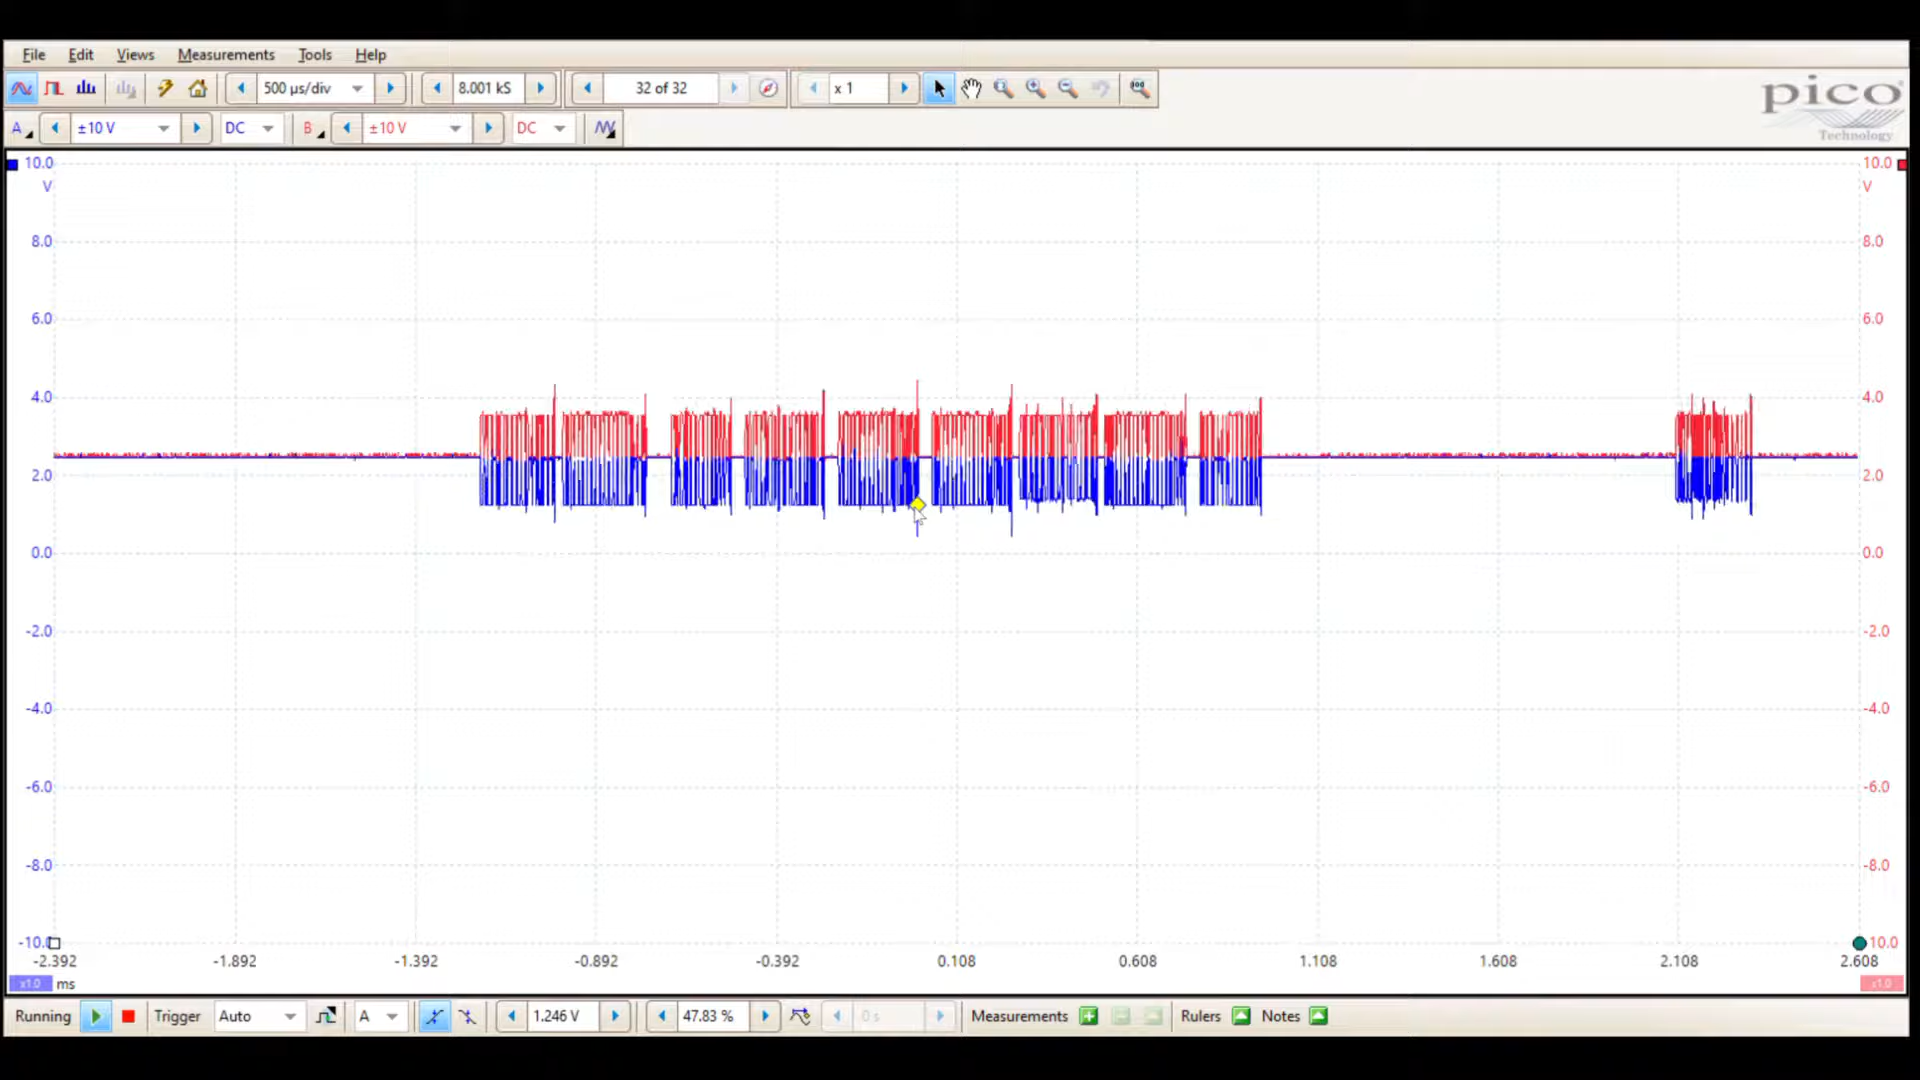 File Edit Views Measurements Tools Help
500 µs/div 8.001 kS 32 of 32 x 1
pico
Technology
A ±10 V DC B ±10 V DC
10.0 10.0
V V
8.0 8.0
6.0 6.0
4.0 4.0
2.0 2.0
0.0 0.0
-2.0 -2.0
-4.0 -4.0
-6.0 -6.0
-8.0 -8.0
-10.0 10.0
-2.392 -1.892 -1.392 -0.892 -0.392 0.108 0.608 1.108 1.608 2.108 2.608
x1.0 ms x1.0
Running Trigger Auto A 1.246 V 47.83 % 0 s Measurements Rulers Notes